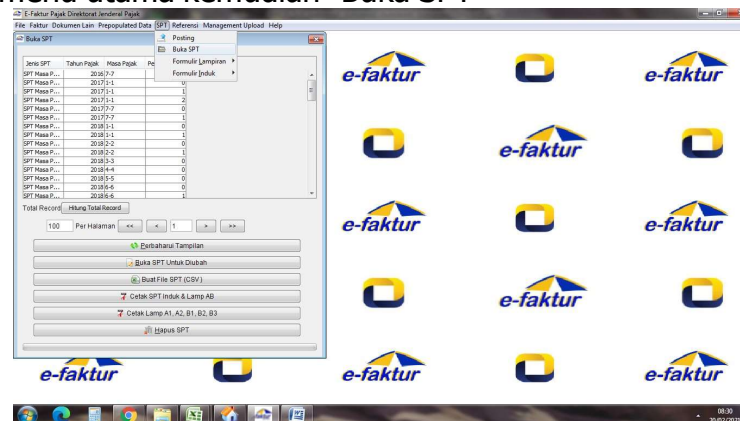 menu utama kemudian "Buka SPT"
E-Faktur Pajak Direktorat Jenderal Pajak
File Faktur Dokumen Lain Prepopulated Data SPT Referensi Management Upload Help
Buka SPT
Posting
Buka SPT
Formulir Lampiran
Formulir Induk
Jenis SPT Tahun Pajak Masa Pajak Pe
SPT Masa P... 2016 7-7
SPT Masa P... 2017 1-1 0
SPT Masa P... 2017 1-1 1
SPT Masa P... 2017 1-1 2
SPT Masa P... 2017 7-7 0
SPT Masa P... 2017 7-7 1
SPT Masa P... 2018 1-1 0
SPT Masa P... 2018 1-1 1
SPT Masa P... 2018 2-2 0
SPT Masa P... 2018 2-2 1
SPT Masa P... 2018 3-3 0
SPT Masa P... 2018 4-4 0
SPT Masa P... 2018 5-5 0
SPT Masa P... 2018 6-6 0
SPT Masa P... 2018 6-6 1
Total Record Hitung Total Record
100 Per Halaman << < 1 > >>
Perbaharui Tampilan
Buka SPT Untuk Diubah
Buat File SPT (CSV)
Cetak SPT Induk & Lamp AB
Cetak Lamp A1, A2, B1, B2, B3
Hapus SPT
e-faktur
e-faktur
e-faktur
e-faktur
e-faktur
e-faktur
e-faktur
e-faktur
e-faktur
08:30